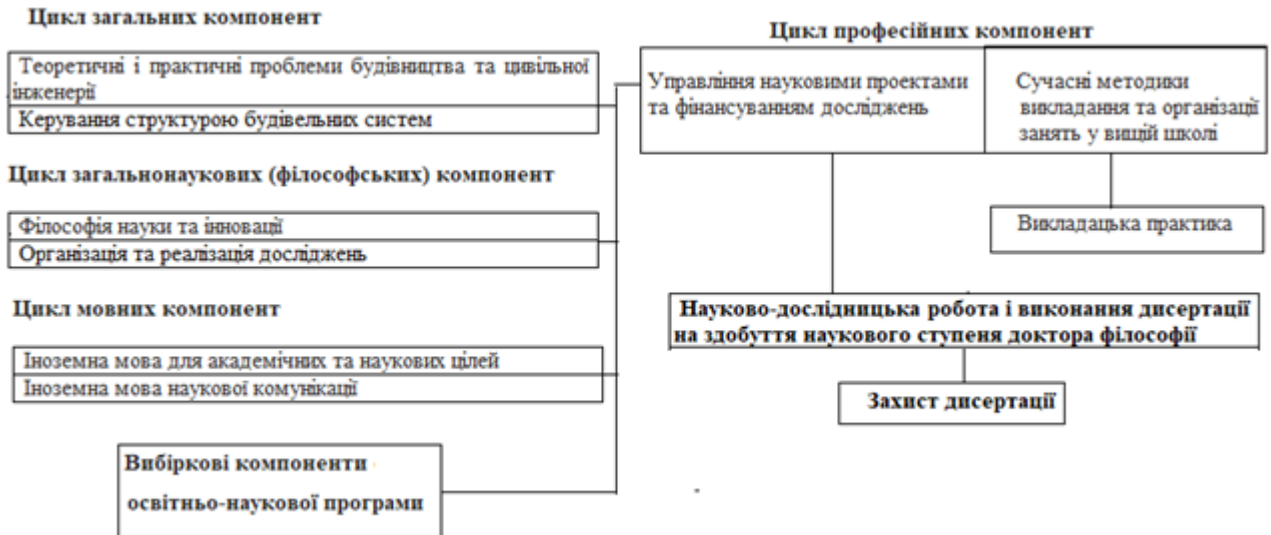 Цикл загальних компонент
Теоретичні і практичні проблеми будівництва та цивільної
інженерії
Керування структурою будівельних систем
Цикл загальнонаукових (філософських) компонент
Філософія науки та інновації
Організація та реалізація досліджень
Цикл мовних компонент
Іноземна мова для академічних та наукових цілей
Іноземна мова наукової комунікації
Вибіркові компоненти
освітньо-наукової програми
Цикл професійних компонент
Управління науковими проектами
та фінансуванням досліджень
Сучасні методики
викладання та організації
занять у вищій школі
Викладацька практика
Науково-дослідницька робота і виконання дисертації
на здобуття наукового ступеня доктора філософії
Захист дисертації